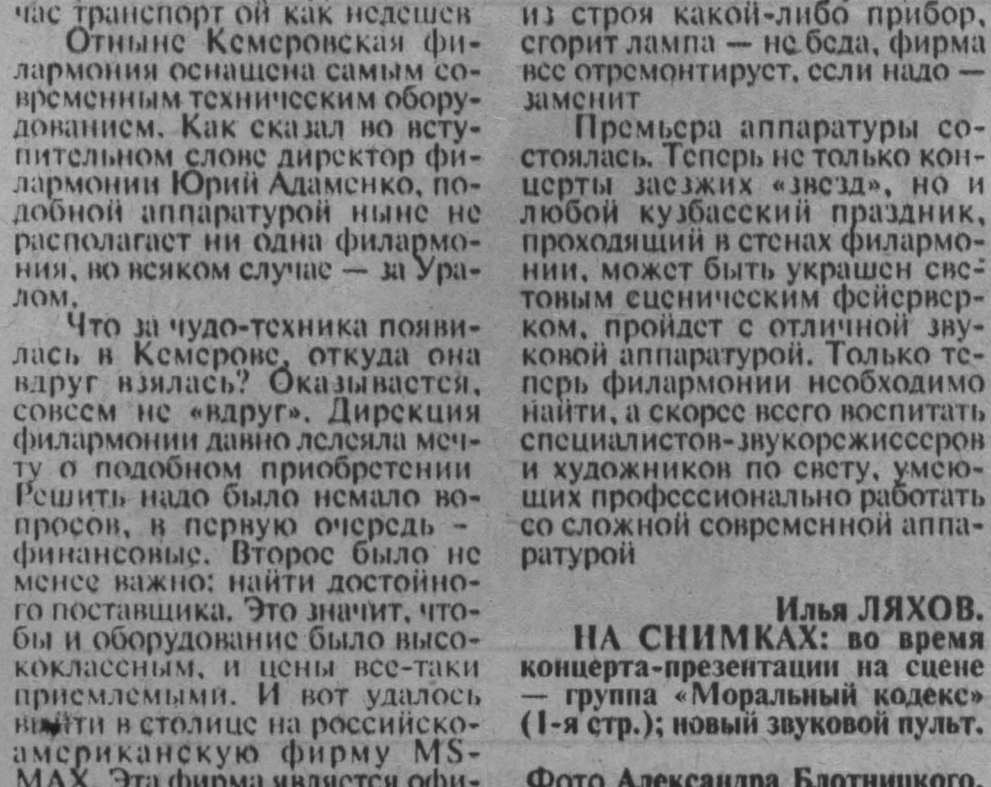 час транспорт ой как недешев
Отныне Кемеровская фи-
лармония оснащена самым со-
временным техническим обору-
дованием. Как сказал во всту-
пительном слове директор фи-
лармонии Юрий Адаменко, по-
добной аппаратурой ныне не
располагает ни одна филармо-
ния, во всяком случае — за Ура-
лом.
Что за чудо-техника появи-
лась в Кемерове, откуда она
вдруг взялась? Оказывается,
совсем не «вдруг». Дирекция
филармонии давно лелеяла меч-
ту о подобном приобретении
Решить надо было немало во-
просов, в первую очередь -
финансовые. Второе было не
менее важно: найти достойно-
го поставщика. Это значит, что-
бы и оборудование было высо-
коклассным, и цены все-таки
приемлемыми. И вот удалось
выйти в столице на российско-
американскую фирму MS-
MAX. Эта фирма является офи-
из строя какой-либо прибор,
сгорит лампа — не беда, фирма
все отремонтирует, если надо —
заменит
Премьера аппаратуры со-
стоялась. Теперь не только кон-
церты заезжих «звезд», но и
любой кузбасский праздник,
проходящий в стенах филармо-
нии, может быть украшен све-
товым сценическим фейервер-
ком, пройдет с отличной зву-
ковой аппаратурой. Только те-
перь филармонии необходимо
найти, а скорее всего воспитать
специалистов-звукорежиссеров
и художников по свету, умею-
щих профессионально работать
со сложной современной аппа-
ратурой
Илья ЛЯХОВ.
НА СНИМКАХ: во время
концерта-презентации на сцене
— группа «Моральный кодекс»
(1-я стр.); новый звуковой пульт.
Фото Александра Блотницкого.